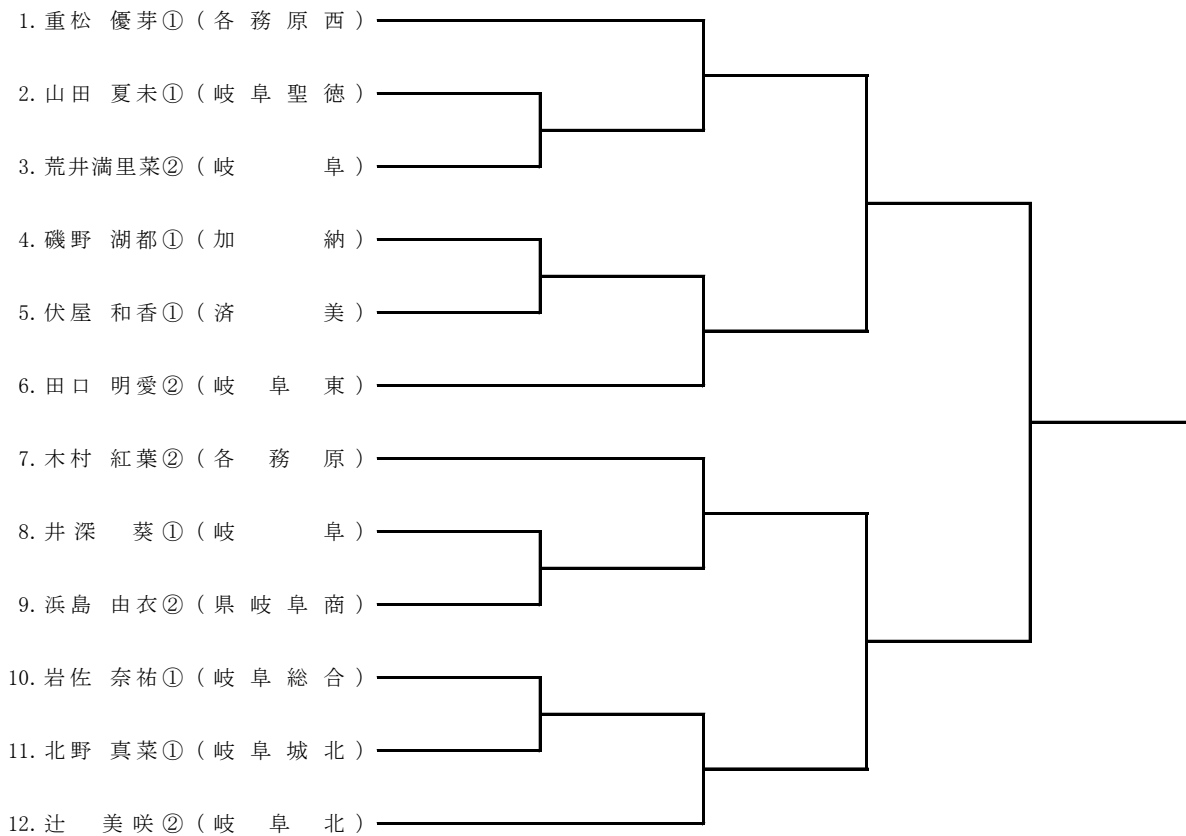 1. 重松 優芽①（各務原西）
2. 山田 夏未①（岐阜聖徳）
3. 荒井満里菜②（岐阜）
4. 磯野 湖都①（加納）
5. 伏屋 和香①（済美）
6. 田口 明愛②（岐阜東）
7. 木村 紅葉②（各務原）
8. 井深 葵①（岐阜）
9. 浜島 由衣②（県岐阜商）
10. 岩佐 奈祐①（岐阜総合）
11. 北野 真菜①（岐阜城北）
12. 辻 美咲②（岐阜北）